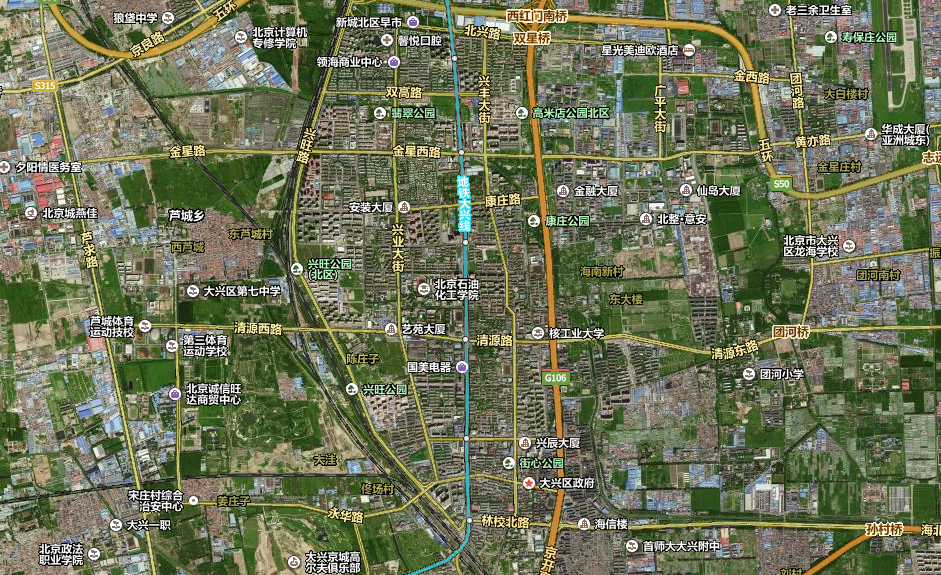 狼垡中学
五环
新城北区早市
西红门南桥
老三余卫生室
北京计算机
专修学院
京良路
馨悦口腔
北兴路
双星桥
星光美迪欧酒店
寿保庄公园
领海商业中心
S315
兴丰大街
金西路
团河路
双高路
广平大街
大白楼村
翡翠公园
高米店公园北区
华成大厦(
亚洲城东)
兴旺路
黄亦路
金星路
金星西路
五环
夕阳情医务室
金星庄村
志远
地铁大兴线
金融大厦
仙岛大厦
S50
北京城燕佳
芦城乡
安装大厦
康庄路
康庄公园
北整·意安
芦求路
西芦城
东芦城村
兴业大街
北京市大兴
区龙海学校
振
兴旺公园
(北区)
海南新村
团河南村
大兴区第七中学
北京石油
化工学院
东大楼
芦城体育
运动技校
清源西路
艺苑大厦
清源路
核工业大学
团河桥
第三体育
运动学校
清源东路
陈庄子
国美电器
G106
团河小学
北京诚信旺
达商贸中心
兴旺公园
兴辰大厦
大洼
街心公园
佟场村
大兴区政府
宋庄村综合
治安中心
姜庄子
永华路
林校北路
大兴一职
海信楼
孙村桥
海北
北京政法
职业学院
首师大大兴附中
京开
大兴京城高
尔夫俱乐部
刘村